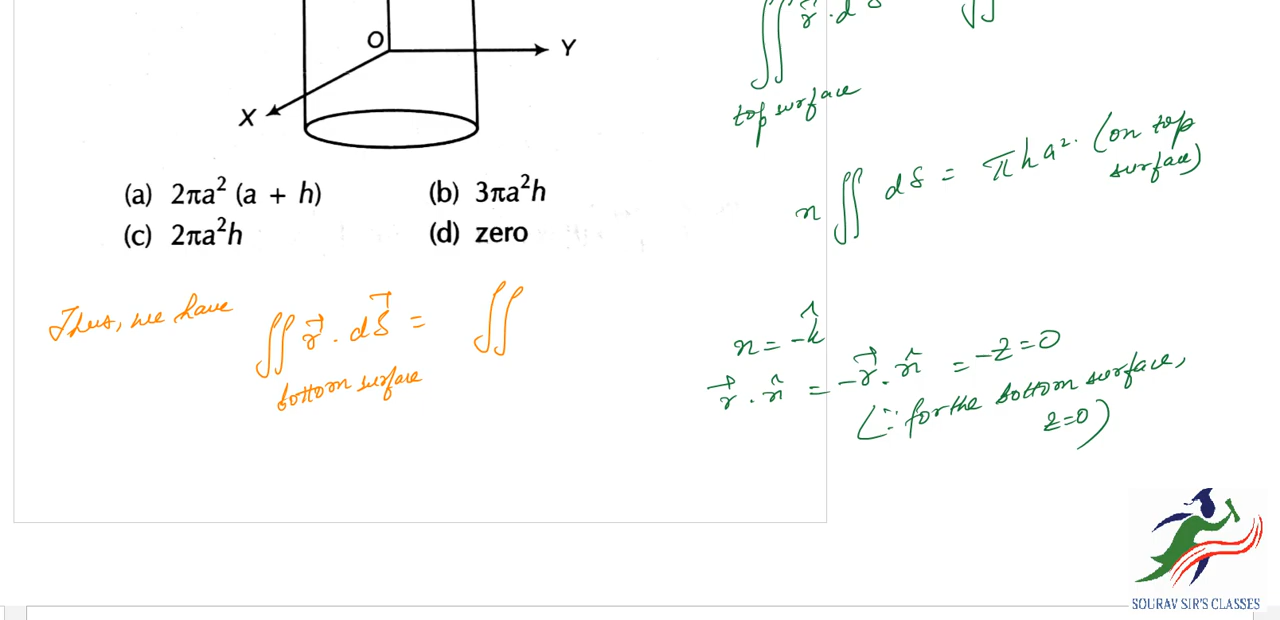 O
Y
X
∬ r⃗ . d
top surface
(a) 2πa² (a + h)
(b) 3πa²h
(c) 2πa²h
(d) zero
n ∬ ds = πha². (on top
surface)
Thus, we have ∬ r⃗ . dS⃗ = ∬
bottom surface
n = -k̂
r⃗ . n̂ = -r⃗ . n̂ = -z = 0
(∵ for the bottom surface,
z=0)
SOURAV SIR'S CLASSES